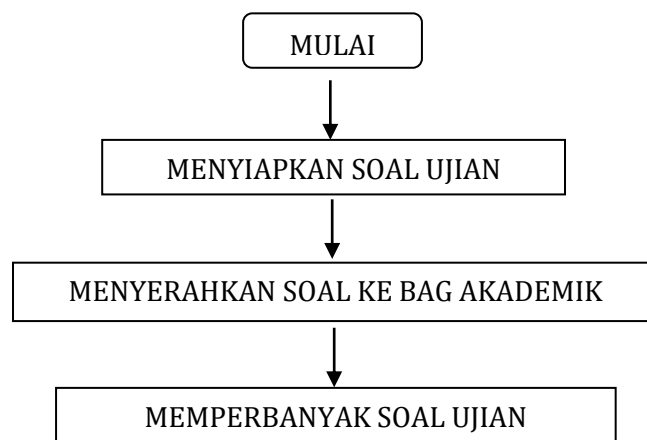 MULAI
MENYIAPKAN SOAL UJIAN
MENYERAHKAN SOAL KE BAG AKADEMIK
MEMPERBANYAK SOAL UJIAN